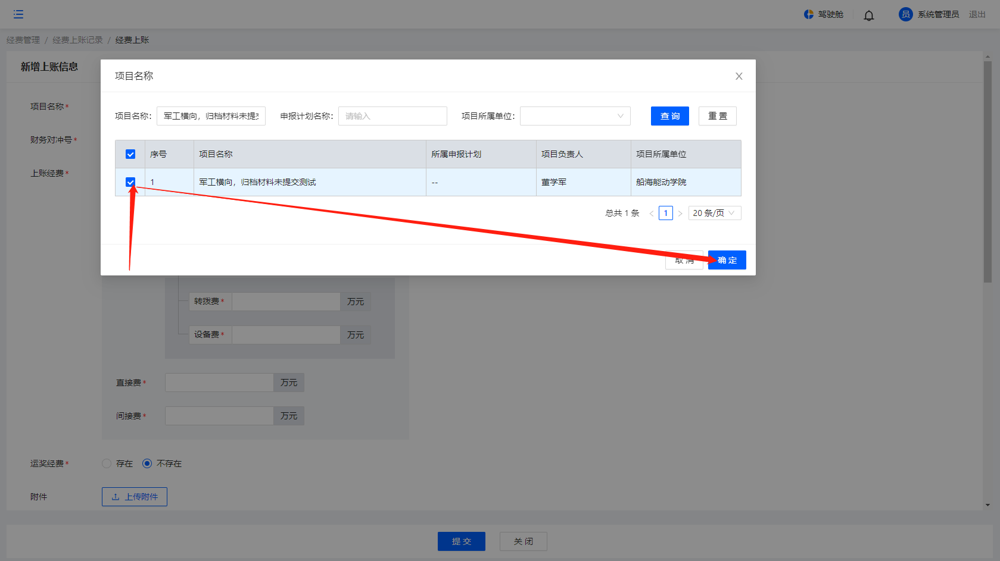 驾驶舱
员 系统管理员 退出
经费管理 / 经费上账记录 / 经费上账
新增上账信息
项目名称
X
项目名称： 军工横向，归档材料未提交
申报计划名称： 请输入
项目所属单位：
查 询
重 置
序号 项目名称 所属申报计划 项目负责人 项目所属单位
1 军工横向，归档材料未提交测试 -- 董学军 船海能动学院
总共 1 条 < 1 > 20 条/页
取 消 确 定
项目名称*
财务对冲号*
上账经费*
转拨费* 万元
设备费* 万元
直接费* 万元
间接费* 万元
运奖经费* 存在 不存在
附件 上传附件
提 交 关 闭